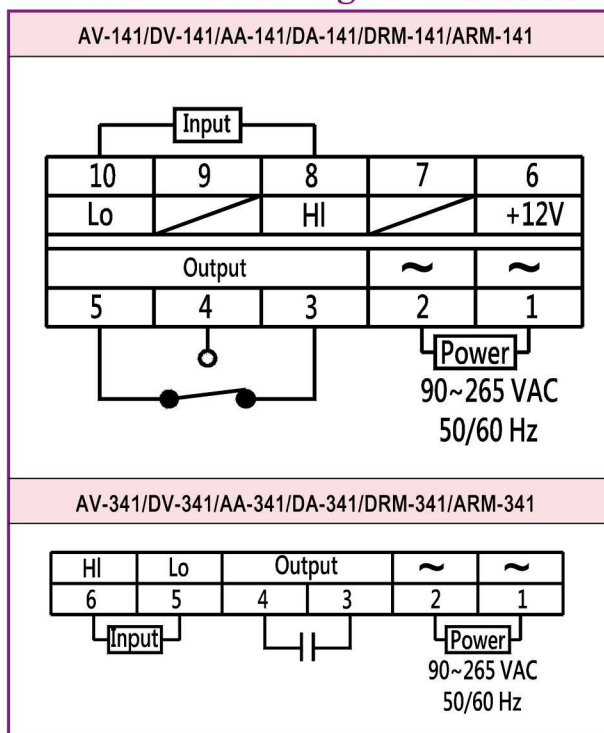 AV-141/DV-141/AA-141/DA-141/DRM-141/ARM-141
Input
10 9 8 7 6
Lo HI +12V
Output ~ ~
5 4 3 2 1
Power
90~265 VAC
50/60 Hz
AV-341/DV-341/AA-341/DA-341/DRM-341/ARM-341
HI Lo Output ~ ~
6 5 4 3 2 1
Input Power
90~265 VAC
50/60 Hz